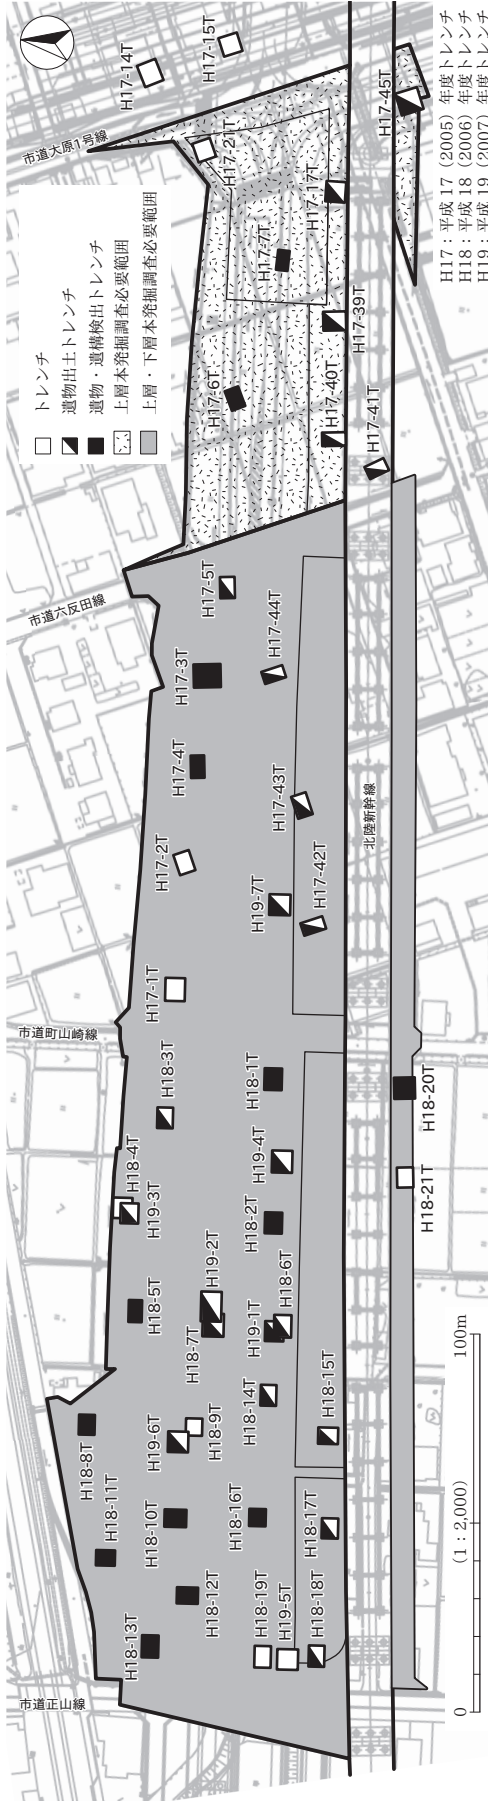 トレンチ
遺物出土トレンチ
遺物・遺構検出トレンチ
上層本発掘調査必要範囲
上層・下層本発掘調査必要範囲
H17-14T
H17-15T
市道大原1号線
H17-21T
H17-45T
H17-17T
H17-7T
H17-39T
H17-6T
H17-40T
H17-41T
市道六反田線
H17-5T
H17-44T
H17-3T
H17-4T
H17-43T
H17-2T
北陸新幹線
H19-7T
H17-42T
H17-1T
市道町山崎線
H18-3T
H18-1T
H18-20T
H18-4T
H19-3T
H19-4T
H18-21T
H18-2T
H18-5T
H19-2T
H18-7T
H19-1T
H18-6T
H18-14T
H18-15T
H18-8T
H19-6T
H18-9T
H18-11T
H18-10T
H18-16T
H18-17T
H18-12T
H18-13T
H18-19T
H19-5T
H18-18T
市道正山線
0
(1:2,000)
100m
H17:平成 17(2005)年度トレンチ
H18:平成 18(2006)年度トレンチ
H19:平成 19(2007)年度トレンチ